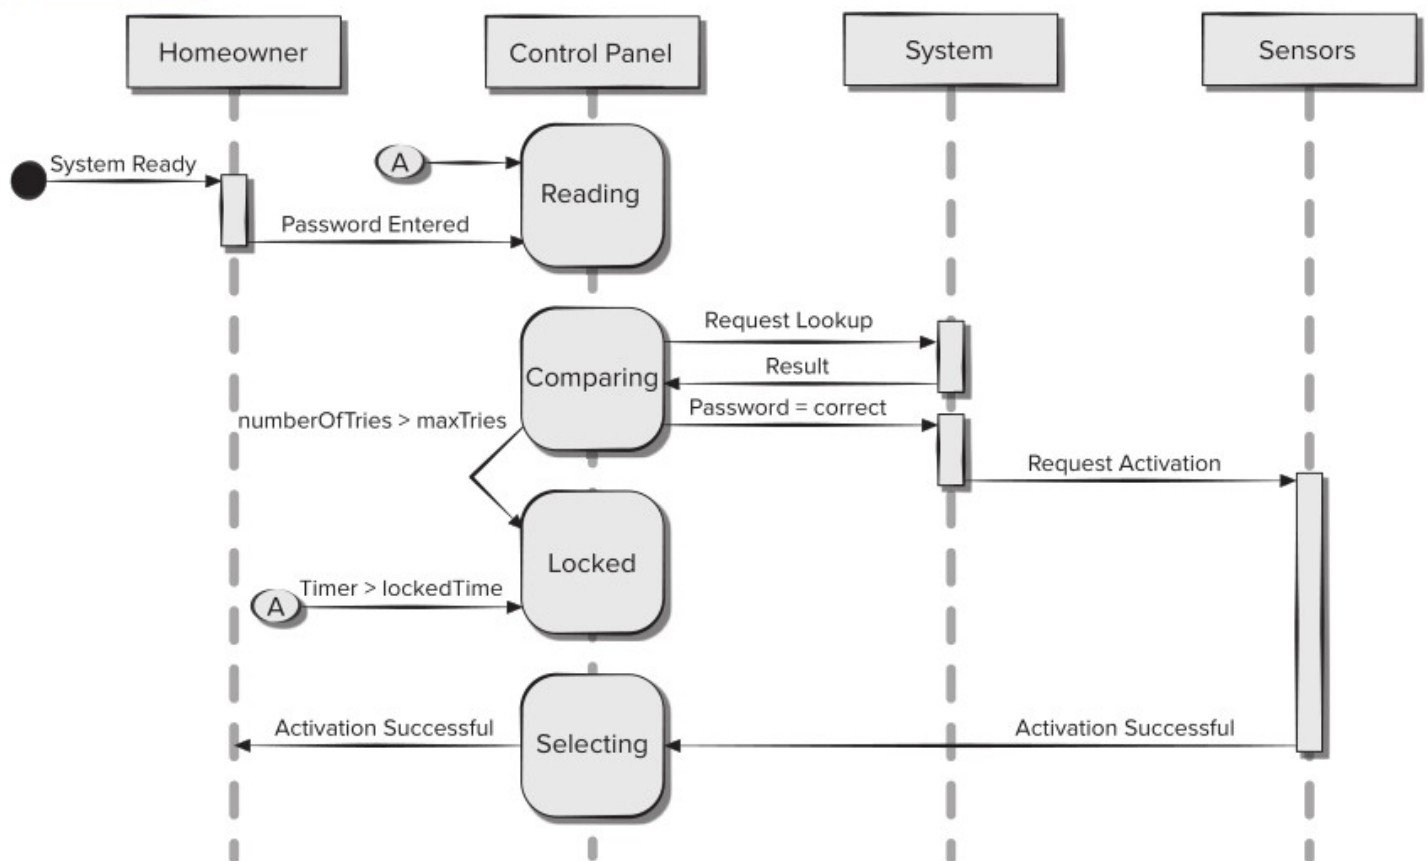 Homeowner
Control Panel
System
Sensors
System Ready
A
Reading
Password Entered
Request Lookup
Comparing
Result
Password = correct
numberOfTries > maxTries
Request Activation
Locked
Timer > lockedTime
A
Activation Successful
Selecting
Activation Successful